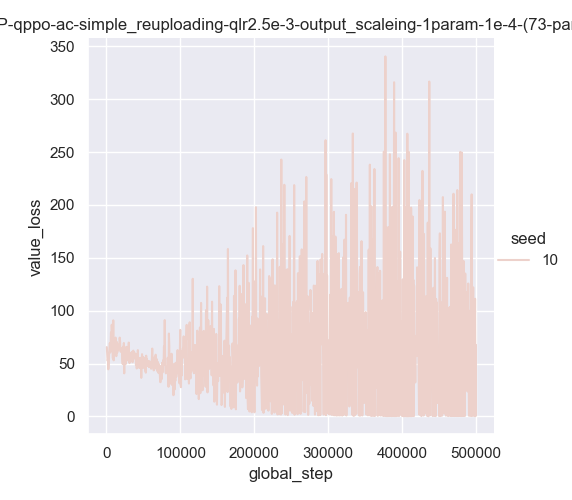 P-qppo-ac-simple_reuploading-qlr2.5e-3-output_scaleing-1param-1e-4-(73-par
350
300
250
200
150
100
50
0
value_loss
seed
10
0 100000 200000 300000 400000 500000
global_step